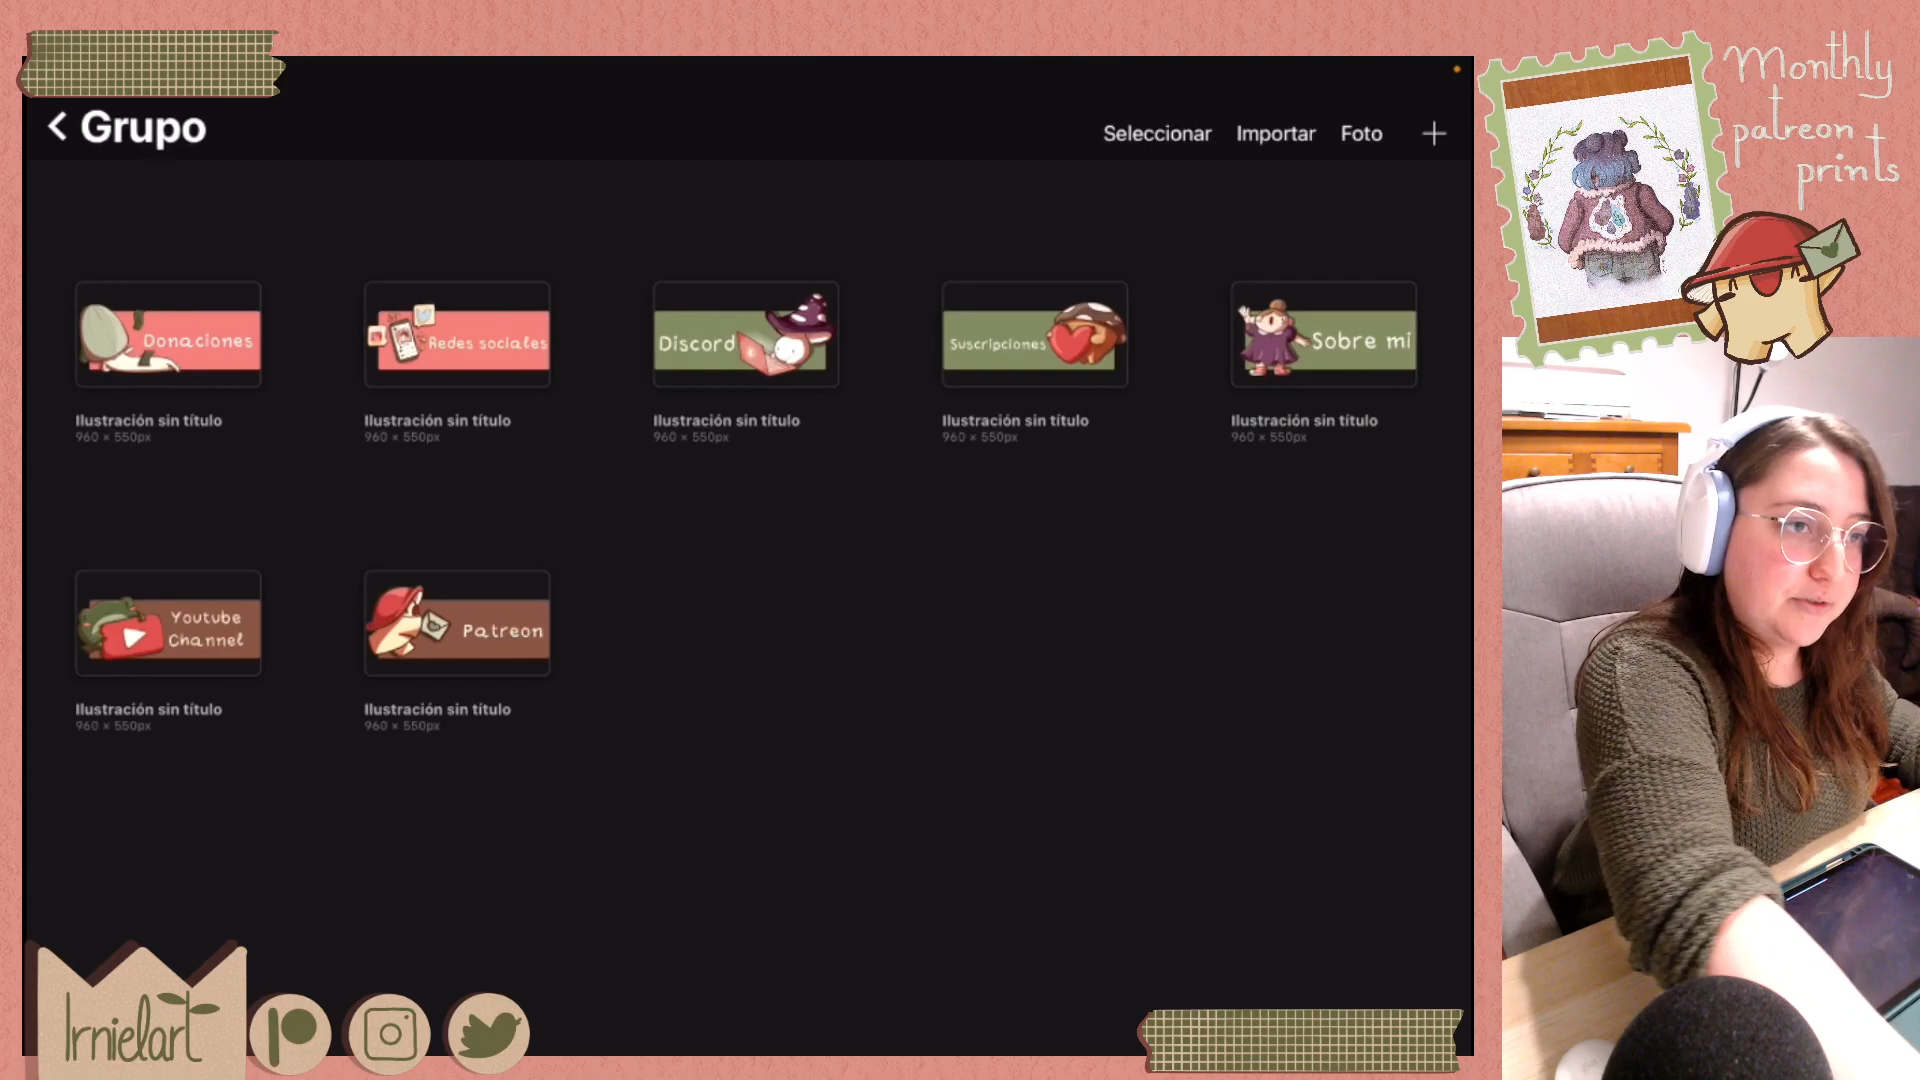 Grupo
Seleccionar Importar Foto
Monthly
patreon
prints
Donaciones
Redes sociales
Discord
Suscripciones
Sobre mi
Ilustración sin título
960 × 550px
Ilustración sin título
960 × 550px
Ilustración sin título
960 × 550px
Ilustración sin título
960 × 550px
Ilustración sin título
960 × 550px
Youtube
Channel
Patreon
Ilustración sin título
960 × 550px
Ilustración sin título
960 × 550px
Irnielart